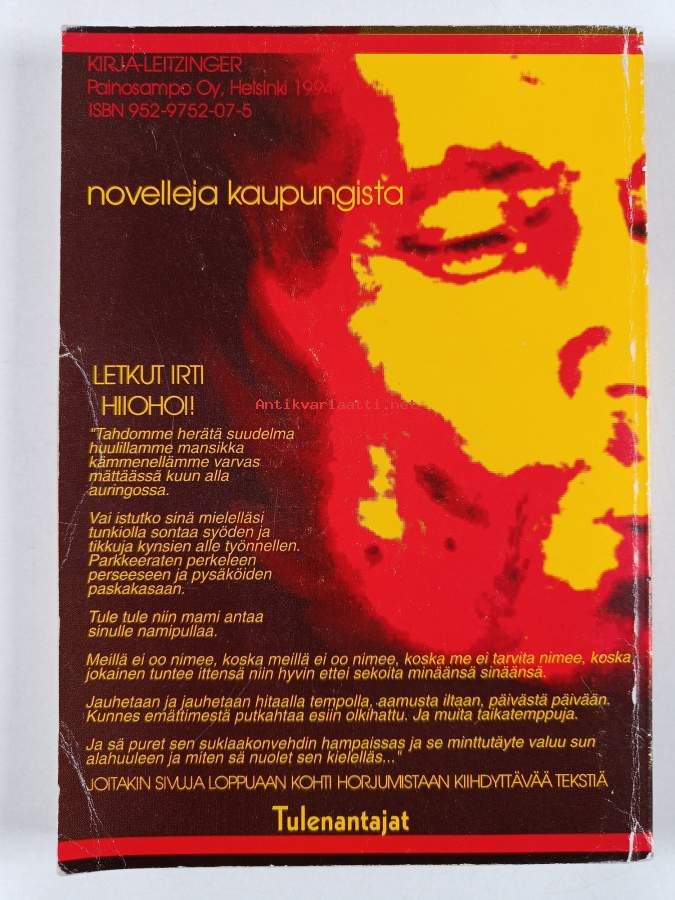 KIRJA-LEITZINGER
Painosampo Oy, Helsinki 1994
ISBN 952-9752-07-5
novelleja kaupungista
LETKUT IRTI
HIIOHOI!
Antikvariaatti.net
"Tahdomme herätä suudelma
huulillamme mansikka
kämmenellämme varvas
mättäässä kuun alla
auringossa.
Vai istutko sinä mielelläsi
tunkiolla sontaa syöden ja
tikkuja kynsien alle työnnellen.
Parkkeeraten perkeleen
perseeseen ja pysäköiden
paskakasaan.
Tule tule niin mami antaa
sinulle namipullaa.
Meillä ei oo nimee, koska meillä ei oo nimee, koska me ei tarvita nimee, koska
jokainen tuntee ittensä niin hyvin ettei sekoita minäänsä sinäänsä.
Jauhetaan ja jauhetaan hitaalla tempolla, aamusta iltaan, päivästä päivään.
Kunnes emättimestä putkahtaa esiin olkihattu. Ja muita taikatemppuja.
Ja sä puret sen suklaakonvehdin hampaissas ja se minttutäyte valuu sun
alahuuleen ja miten sä nuolet sen kielelläs..."
JOITAKIN SIVUJA LOPPUAAN KOHTI HORJUMISTAAN KIIHDYTTÄVÄÄ TEKSTIÄ
Tulenantajat